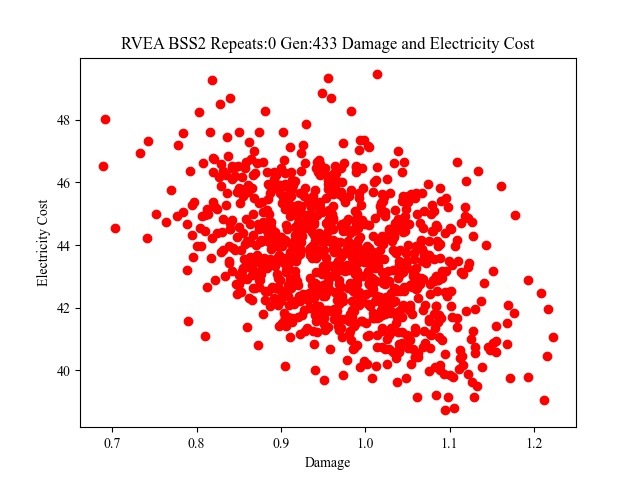 RVEA BSS2 Repeats:0 Gen:433 Damage and Electricity Cost
48
46
44
42
40
Electricity Cost
0.7 0.8 0.9 1.0 1.1 1.2
Damage